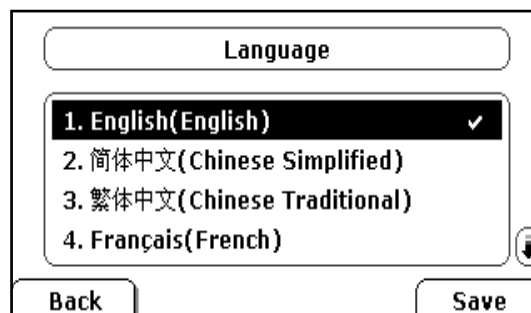 Language
1. English(English) ✔
2. 简体中文(Chinese Simplified)
3. 繁体中文(Chinese Traditional)
4. Français(French)
Back
Save